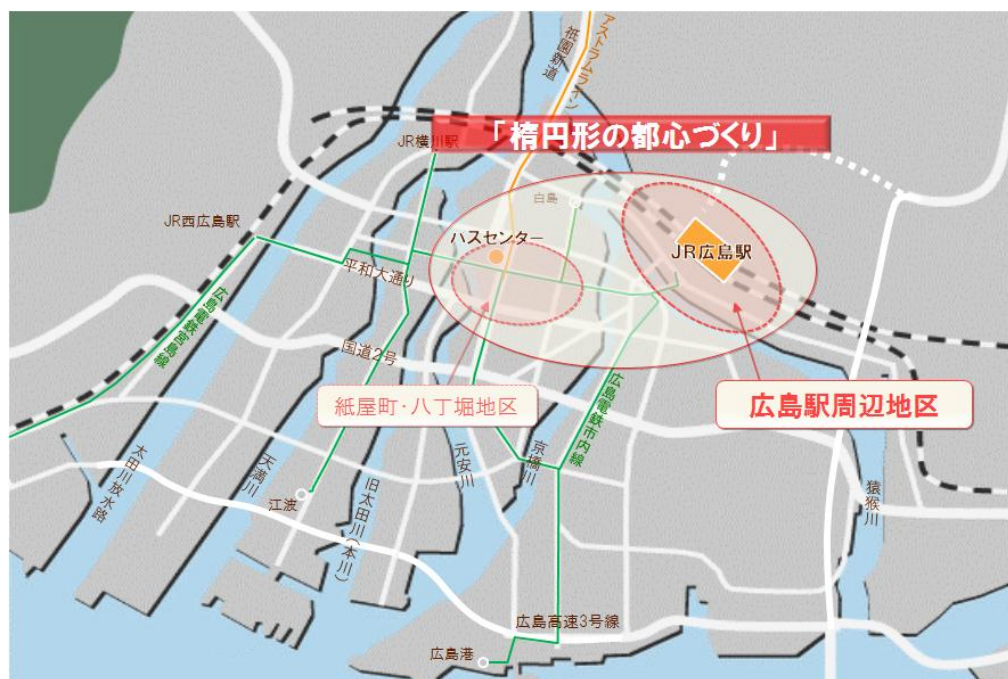 アストラムライン
祇園新道
「楕円形の都心づくり」
JR横川駅
白島
JR西広島駅
バスセンター
JR広島駅
平和大通り
広島電鉄宮島線
国道2号
広島電鉄市内線
紙屋町・八丁堀地区
広島駅周辺地区
太田川放水路
天満川
旧太田川(本川)
元安川
京橋川
猿猴川
江波
広島高速3号線
広島港